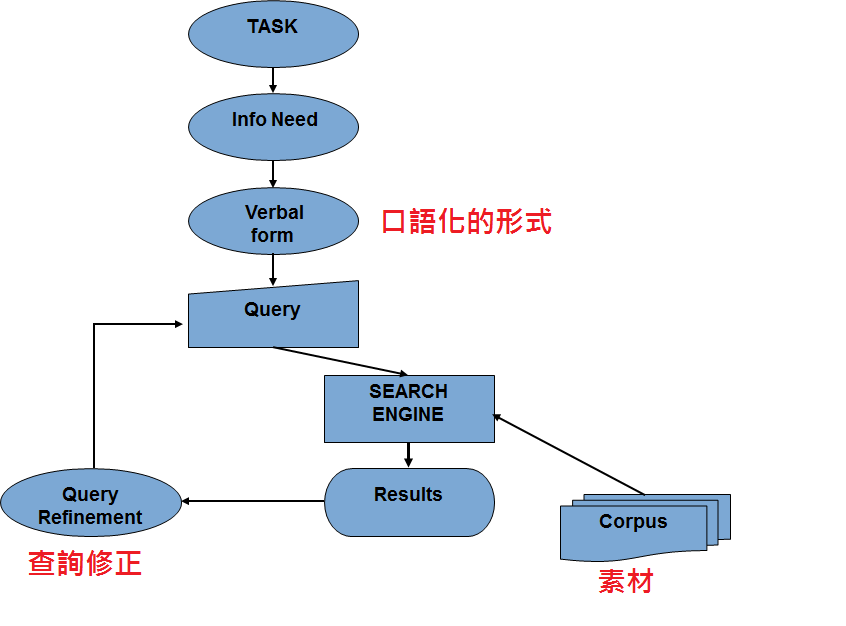 TASK
Info Need
Verbal
form
口語化的形式
Query
SEARCH
ENGINE
Results
Query
Refinement
查詢修正
Corpus
素材